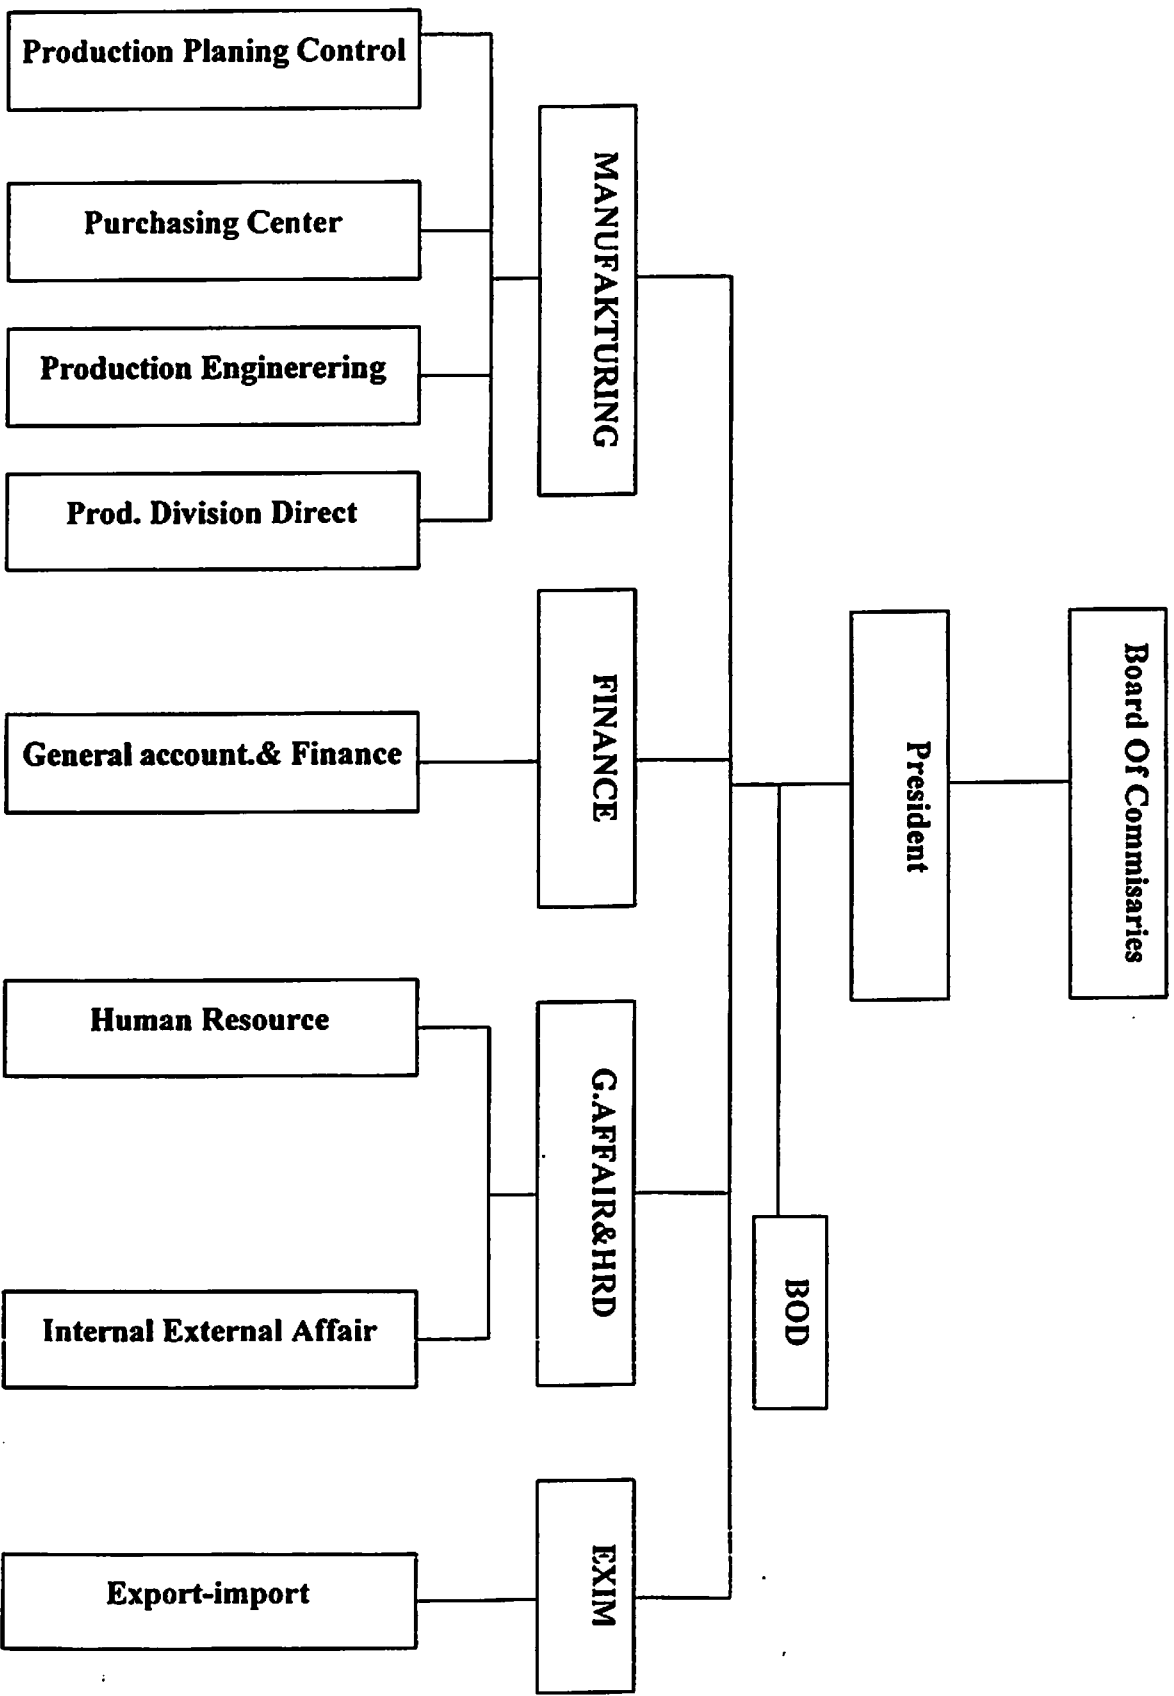 Board Of Commisaries
President
BOD
MANUFAKTURING
FINANCE
G.AFFAIR&HRD
EXIM
Production Planing Control
Purchasing Center
Production Enginerering
Prod. Division Direct
General account.& Finance
Human Resource
Internal External Affair
Export-import